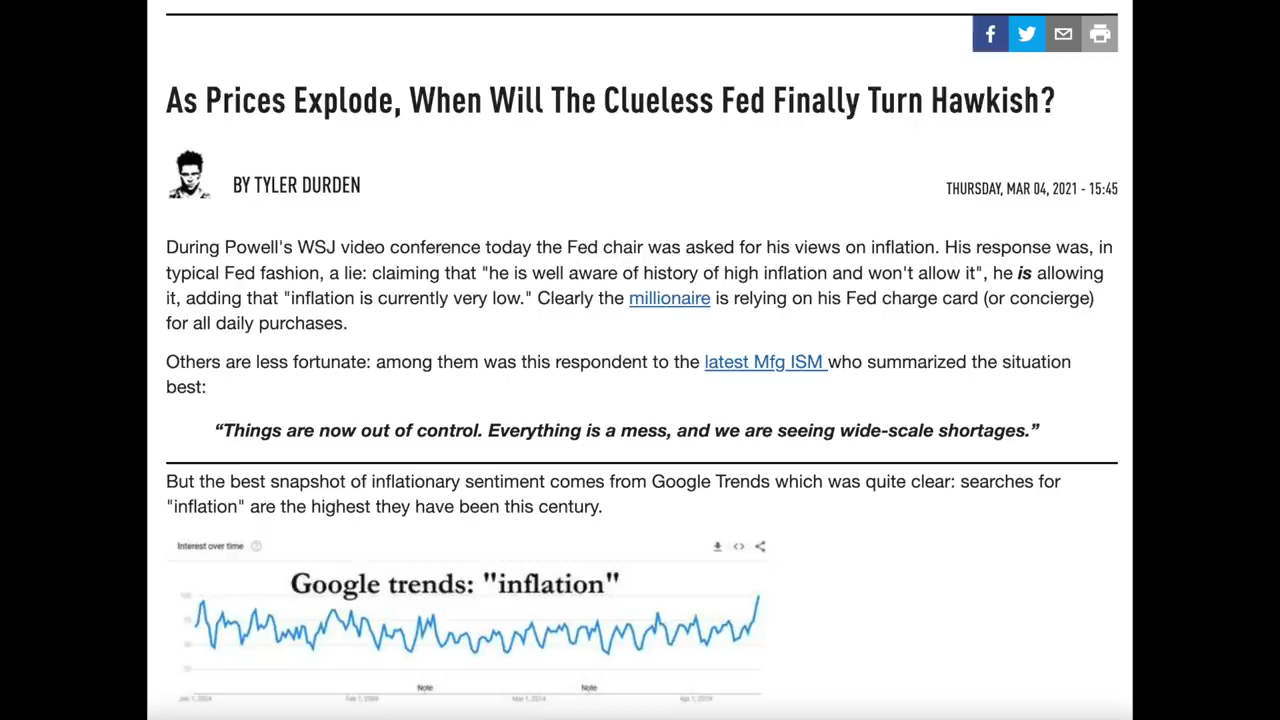 As Prices Explode, When Will The Clueless Fed Finally Turn Hawkish?
BY TYLER DURDEN
THURSDAY, MAR 04, 2021 - 15:45
During Powell's WSJ video conference today the Fed chair was asked for his views on inflation. His response was, in
typical Fed fashion, a lie: claiming that "he is well aware of history of high inflation and won't allow it", he is allowing
it, adding that "inflation is currently very low." Clearly the millionaire is relying on his Fed charge card (or concierge)
for all daily purchases.
Others are less fortunate: among them was this respondent to the latest Mfg ISM who summarized the situation
best:
“Things are now out of control. Everything is a mess, and we are seeing wide-scale shortages.”
But the best snapshot of inflationary sentiment comes from Google Trends which was quite clear: searches for
"inflation" are the highest they have been this century.
Interest over time
Google trends: "inflation"
100
Note
Note